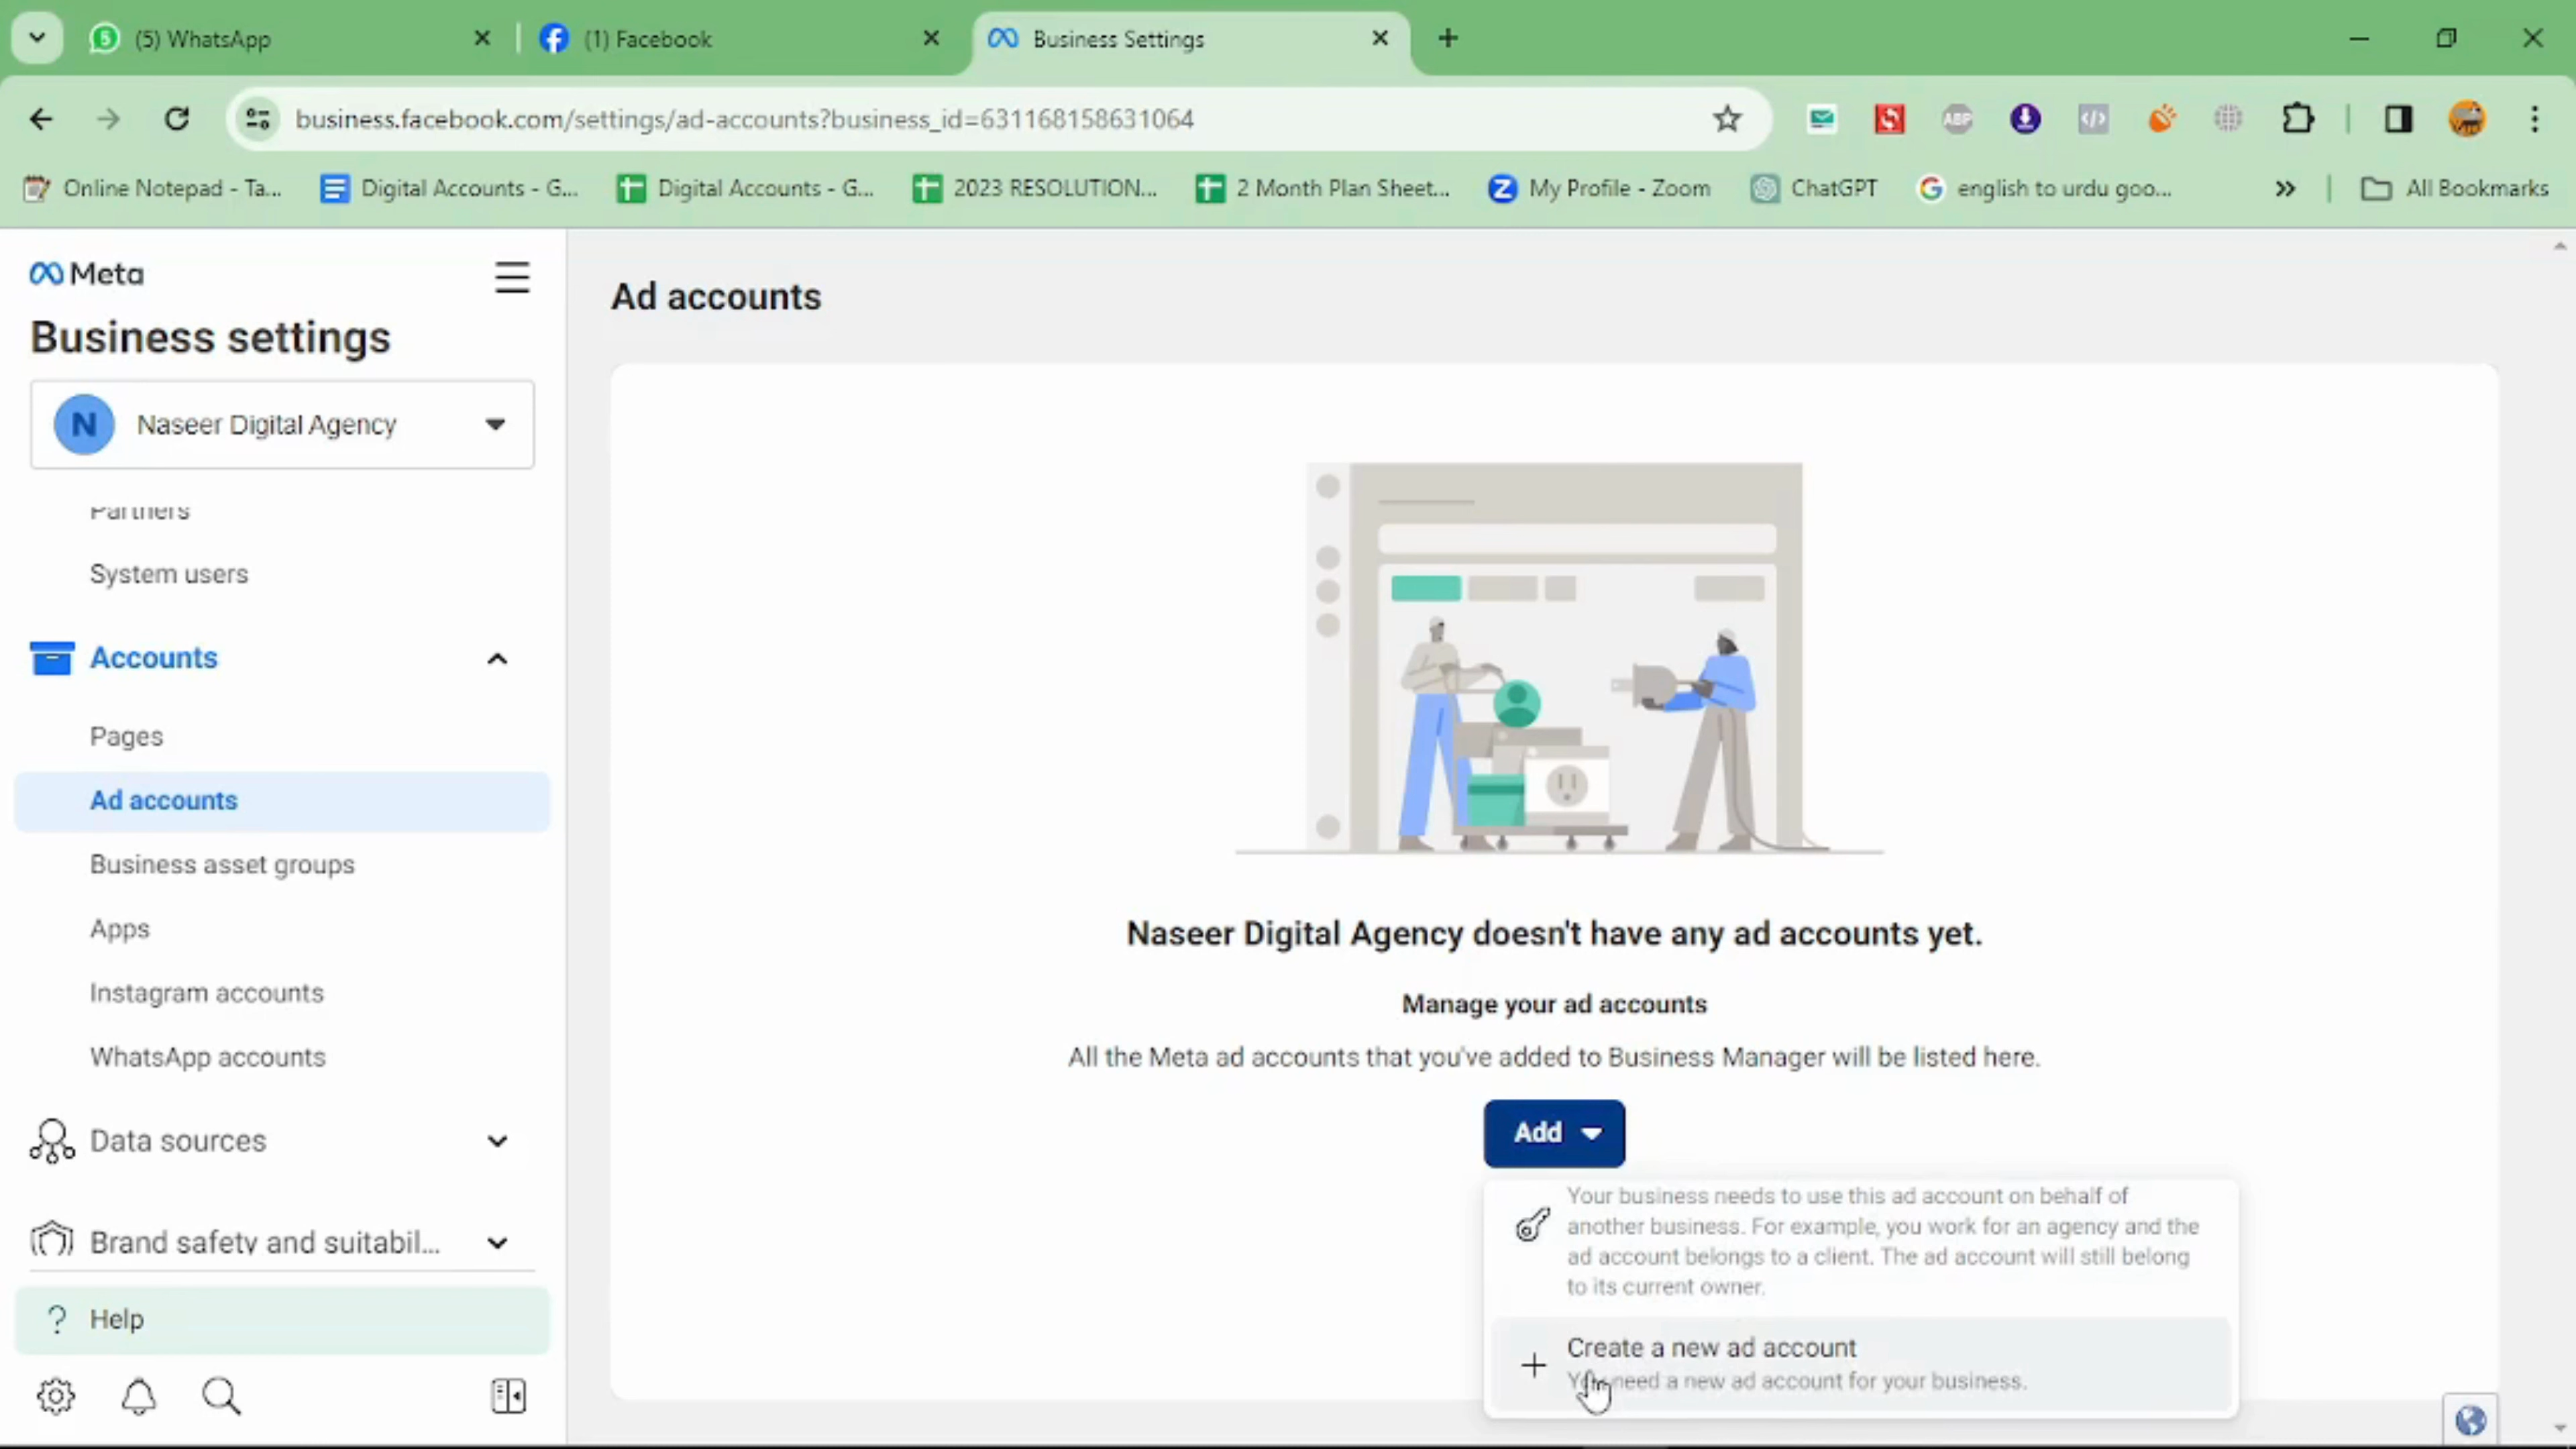 (5) WhatsApp
(1) Facebook
Business Settings
business.facebook.com/settings/ad-accounts?business_id=631168158631064
ABP
Online Notepad - Ta...
Digital Accounts - G...
Digital Accounts - G...
2023 RESOLUTION...
2 Month Plan Sheet...
My Profile - Zoom
ChatGPT
english to urdu goo...
All Bookmarks
Meta
Business settings
N
Naseer Digital Agency
Partners
System users
Accounts
Pages
Ad accounts
Business asset groups
Apps
Instagram accounts
WhatsApp accounts
Data sources
Brand safety and suitabil...
Help
Ad accounts
Naseer Digital Agency doesn't have any ad accounts yet.
Manage your ad accounts
All the Meta ad accounts that you've added to Business Manager will be listed here.
Add
Your business needs to use this ad account on behalf of
another business. For example, you work for an agency and the
ad account belongs to a client. The ad account will still belong
to its current owner.
Create a new ad account
You need a new ad account for your business.